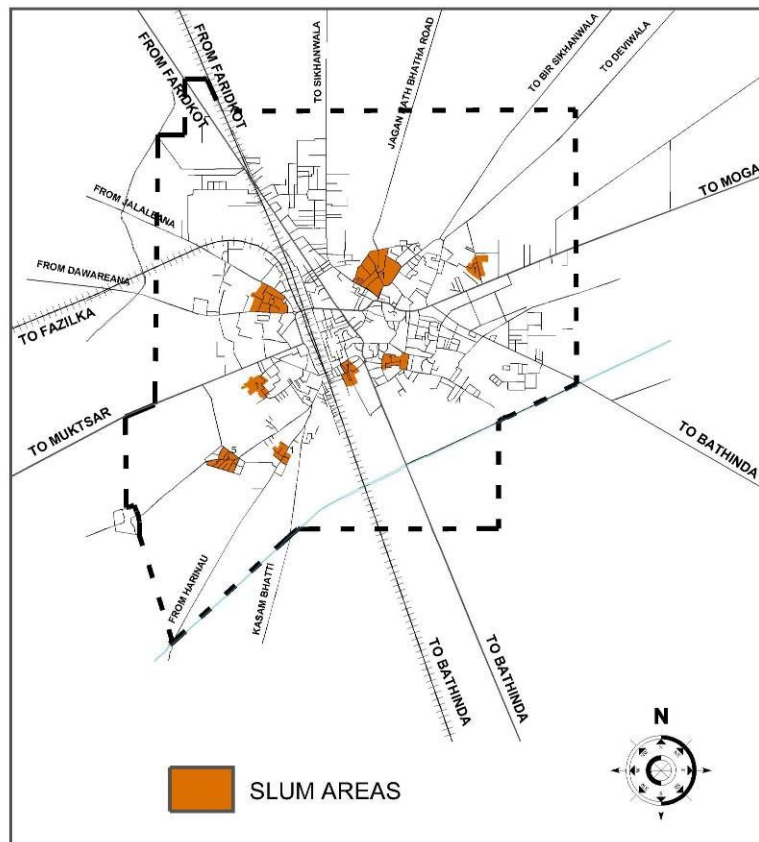 FROM FARIDKOT
FROM FARIDKOT
TO SIKHANWALA
JAGAN NATH BHATHA ROAD
TO BIR SIKHANWALA
TO DEVIWALA
TO MOGA
FROM JALALEANA
FROM DAWAREANA
TO FAZILKA
TO MUKTSAR
TO BATHINDA
FROM HARINAU
KASAM BHATTI
TO BATHINDA
TO BATHINDA
N
SLUM AREAS